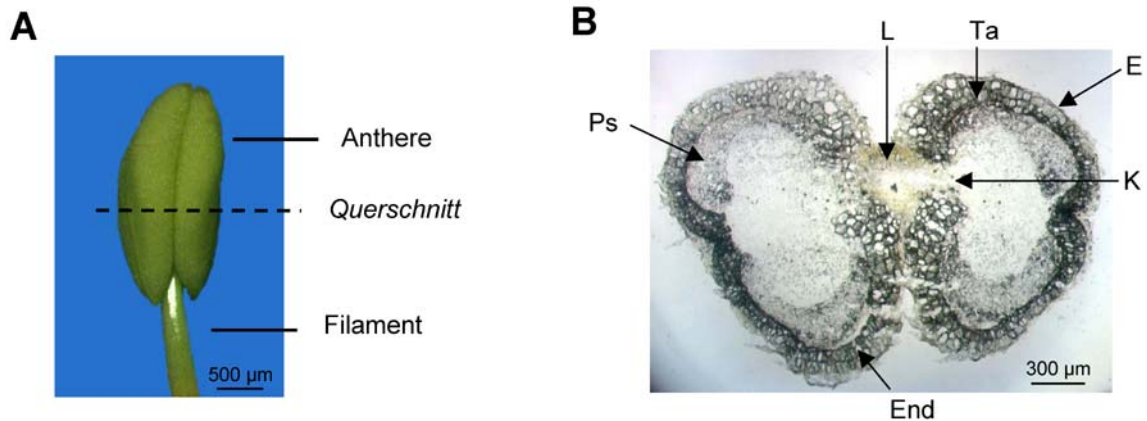 A
Anthere
Querschnitt
Filament
500 µm
B
L
Ta
E
Ps
K
300 µm
End